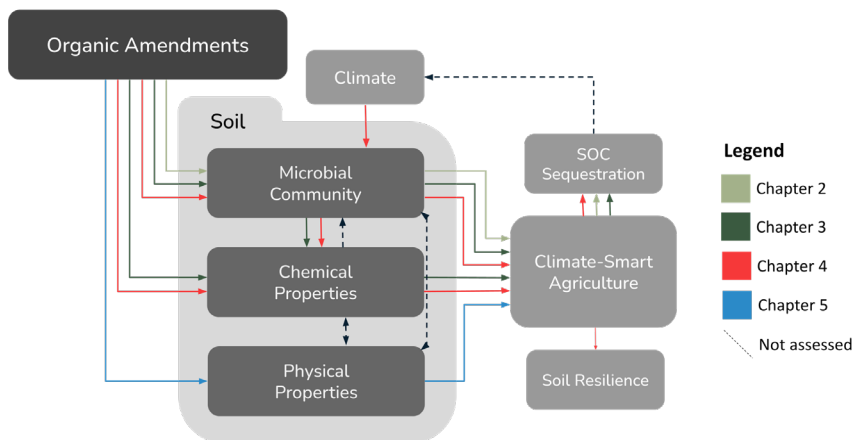 Organic Amendments
Climate
Soil
Microbial
Community
SOC
Sequestration
Chemical
Properties
Climate-Smart
Agriculture
Physical
Properties
Soil Resilience
Legend
Chapter 2
Chapter 3
Chapter 4
Chapter 5
Not assessed